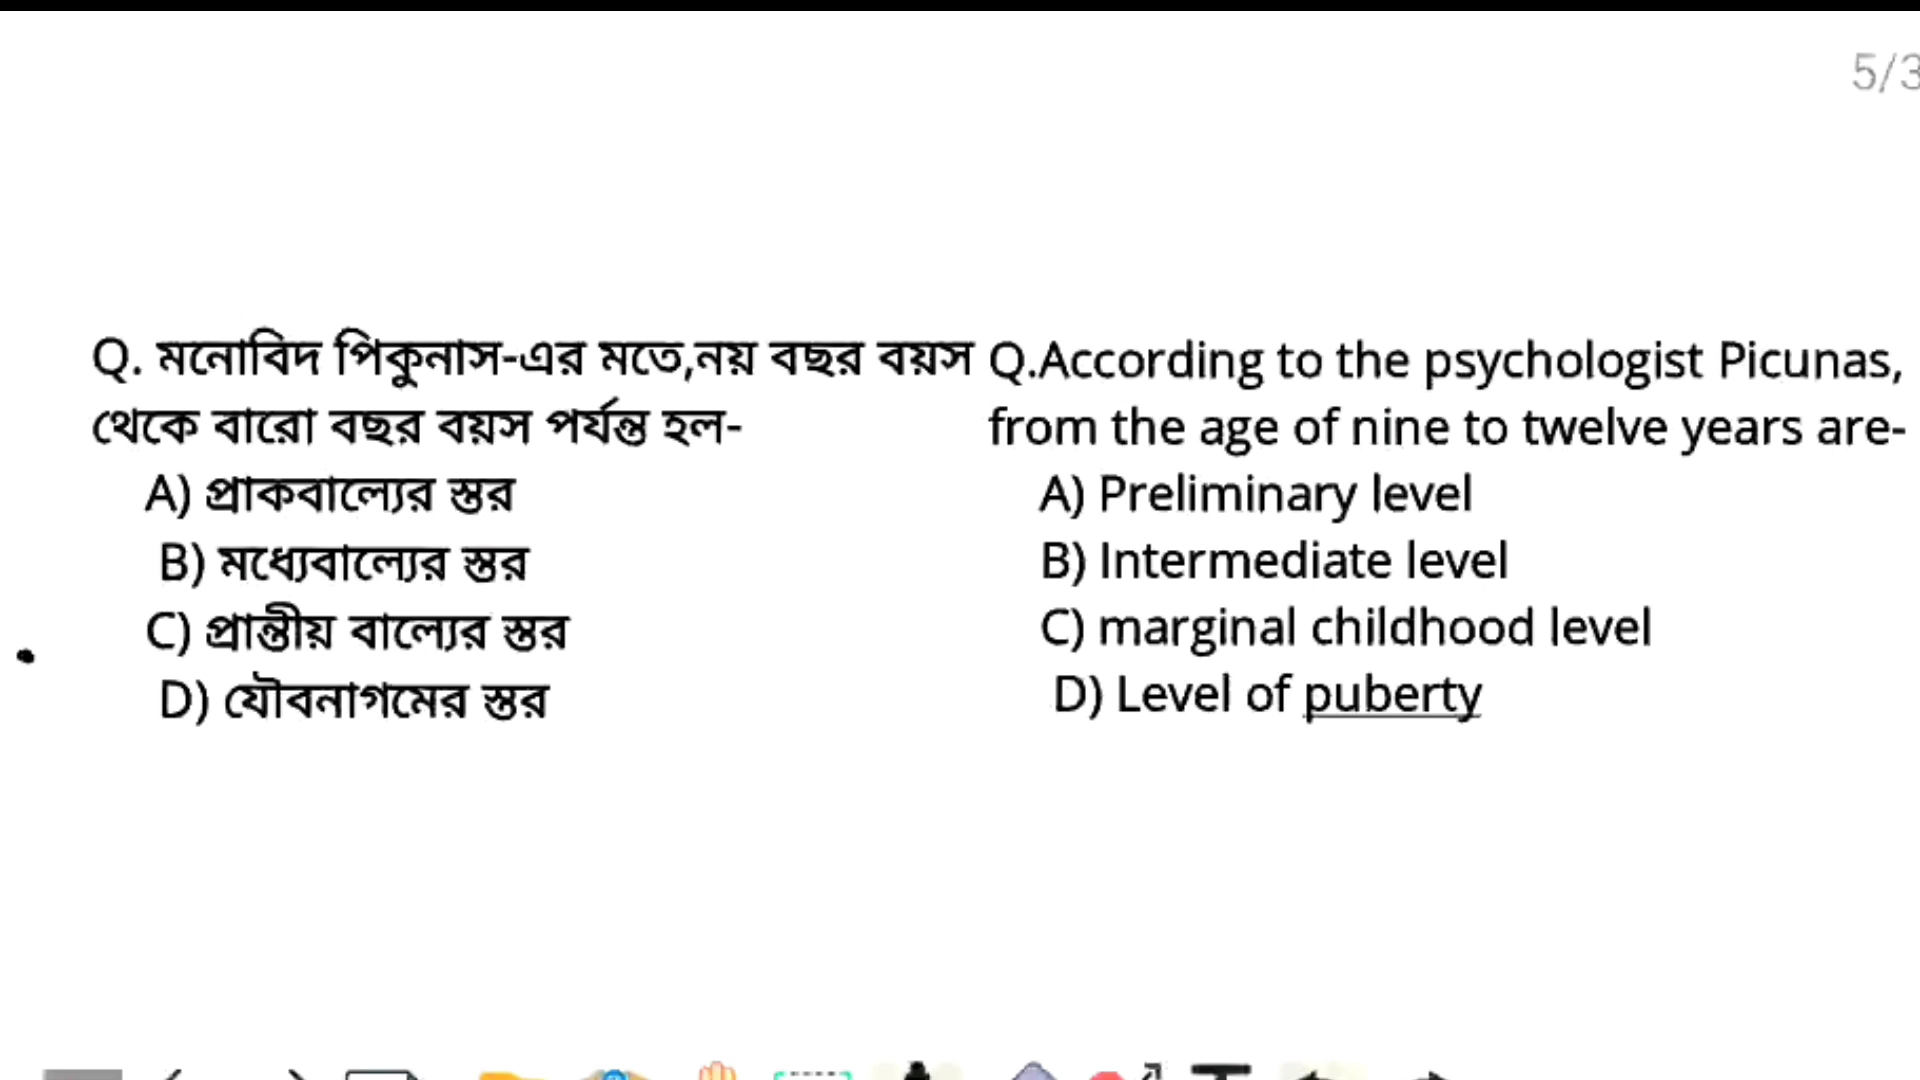 5/3
Q. মনোবিদ পিকুনাস-এর মতে,নয় বছর বয়স
থেকে বারো বছর বয়স পর্যন্ত হল-
A) প্রাকবাল্যের স্তর
B) মধ্যেবাল্যের স্তর
C) প্রান্তীয় বাল্যের স্তর
D) যৌবনাগমের স্তর
Q.According to the psychologist Picunas,
from the age of nine to twelve years are-
A) Preliminary level
B) Intermediate level
C) marginal childhood level
D) Level of puberty